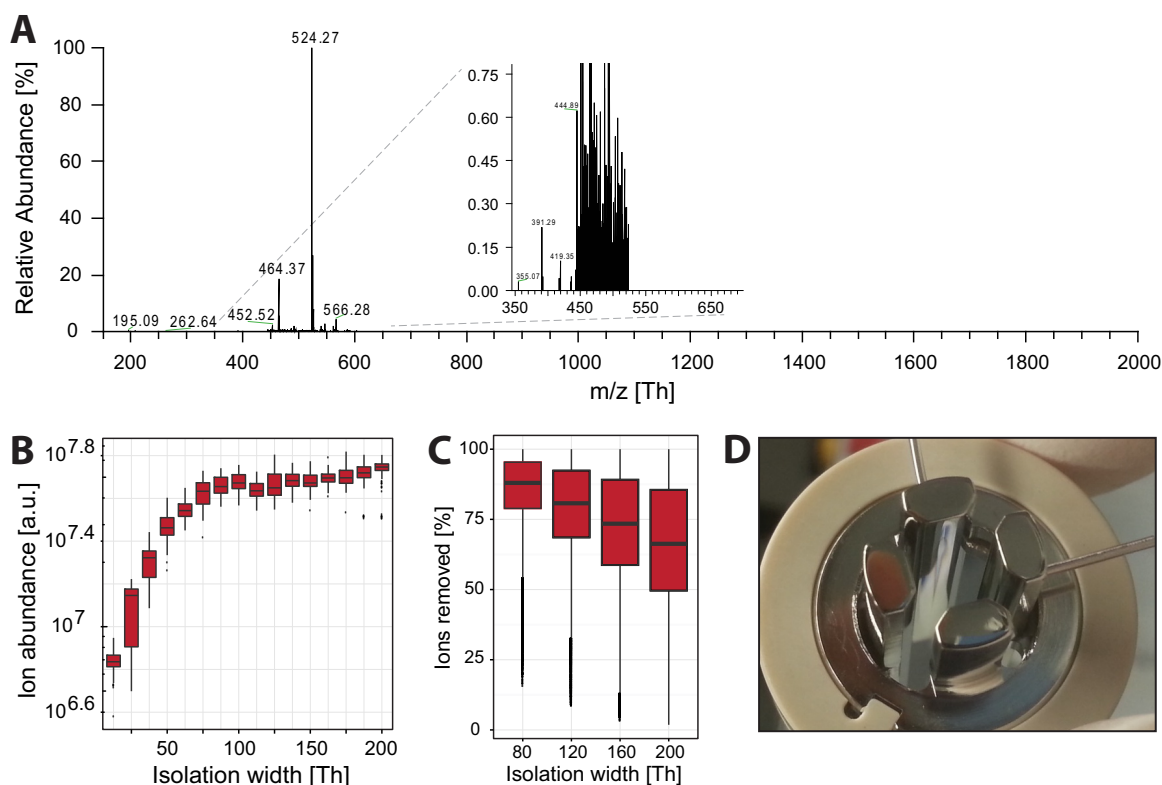 A
Relative Abundance [%]
100
80
60
40
20
0
524.27
464.37
452.52
566.28
195.09
262.64
200 400 600 800 1000 1200 1400 1600 1800 2000
m/z [Th]
0.75
0.60
0.45
0.30
0.15
0.00
444.89
391.29
419.35
355.07
350 450 550 650
B
Ion abundance [a.u.]
10^7.8
10^7.4
10^7
10^6.6
50 100 150 200
Isolation width [Th]
C
Ions removed [%]
100
75
50
25
0
80 120 160 200
Isolation width [Th]
D